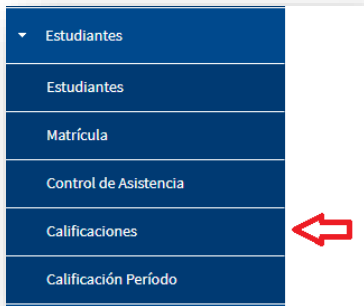 Estudiantes
Estudiantes
Matrícula
Control de Asistencia
Calificaciones
Calificación Período